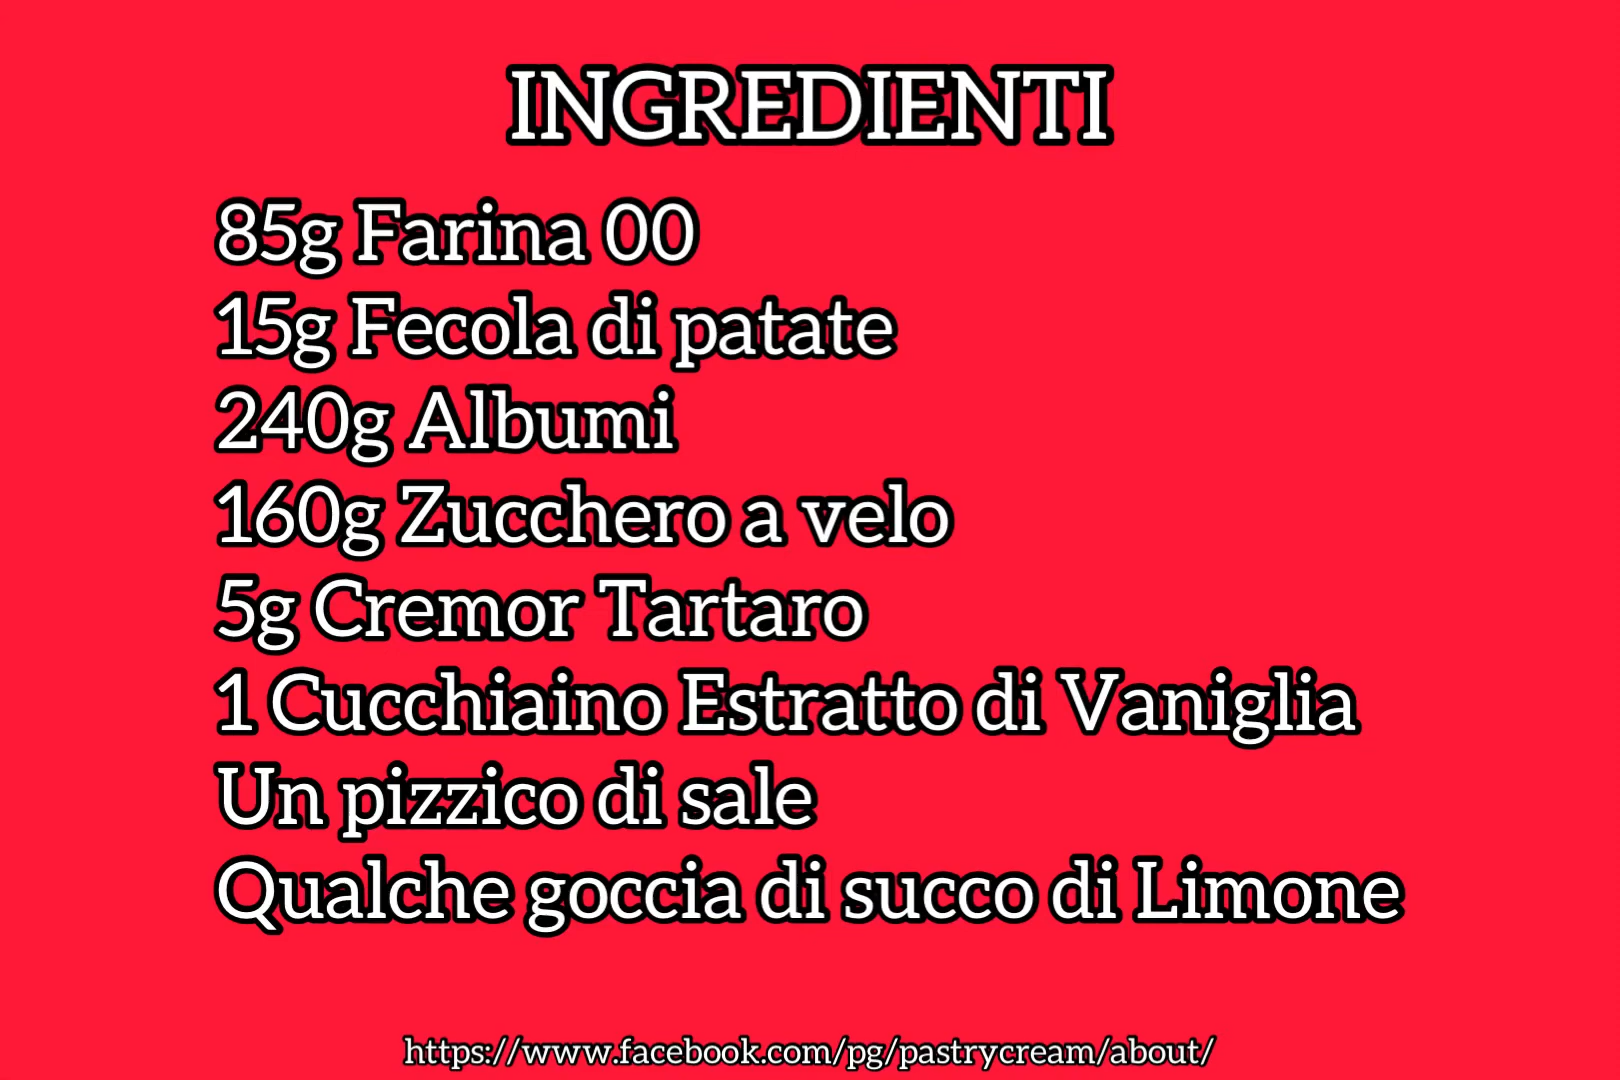 INGREDIENTI
85g Farina 00
15g Fecola di patate
240g Albumi
160g Zucchero a velo
5g Cremor Tartaro
1 Cucchiaino Estratto di Vaniglia
Un pizzico di sale
Qualche goccia di succo di Limone
https://www.facebook.com/pg/pastrycream/about/